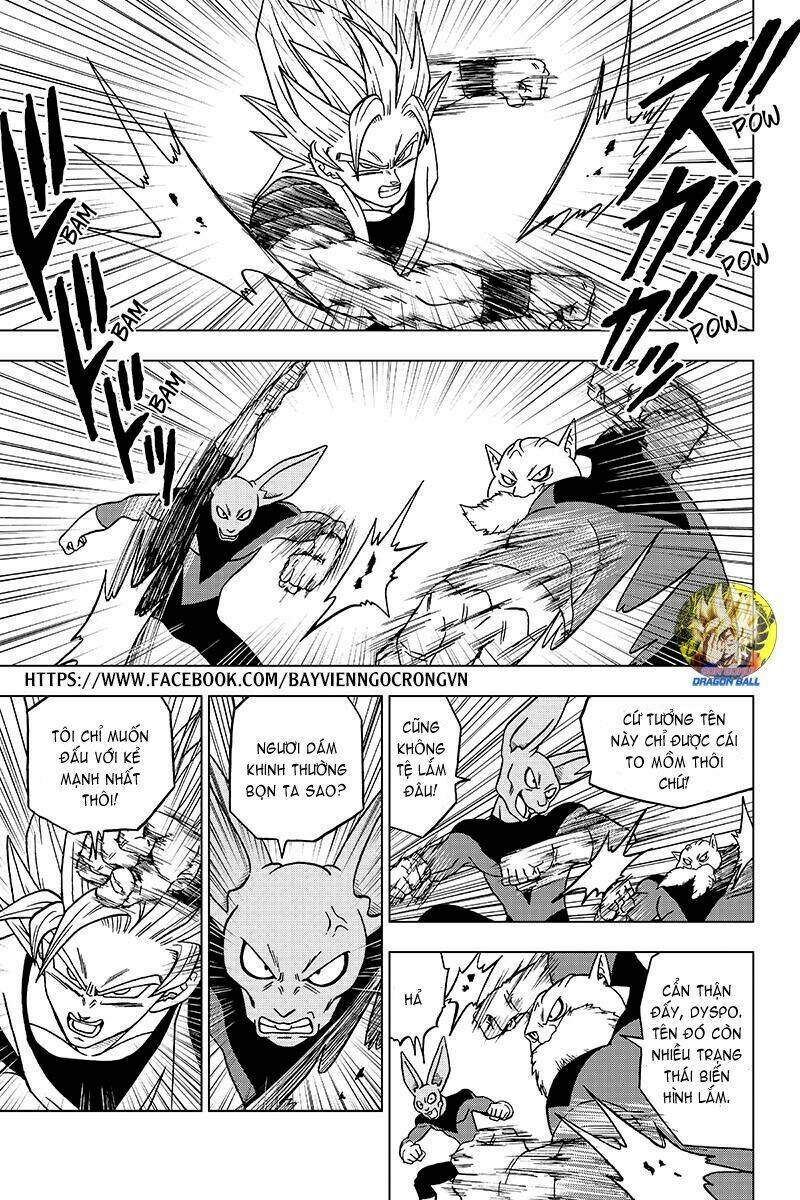 ズガガガ
POW
POW
POW
ドドドド
BAM
BAM
BAM
HTTPS://WWW.FACEBOOK.COM/BAYVIENNGOCRONGVN
DRAGON BALL
CỨ TƯỞNG TÊN
NÀY CHỈ ĐƯỢC CÁI
TO MỒM THÔI
CHỨ!
CŨNG
KHÔNG
TỆ LẮM
ĐÂU!
NGƯƠI DÁM
KHINH THƯỜNG
BỌN TA SAO?
TÔI CHỈ MUỐN
ĐẤU VỚI KẺ
MẠNH NHẤT
THÔI!
CẨN THẬN
ĐẤY, DYSPO.
TÊN ĐÓ CÒN
NHIỀU TRẠNG
THÁI BIẾN
HÌNH LẮM.
HẢ